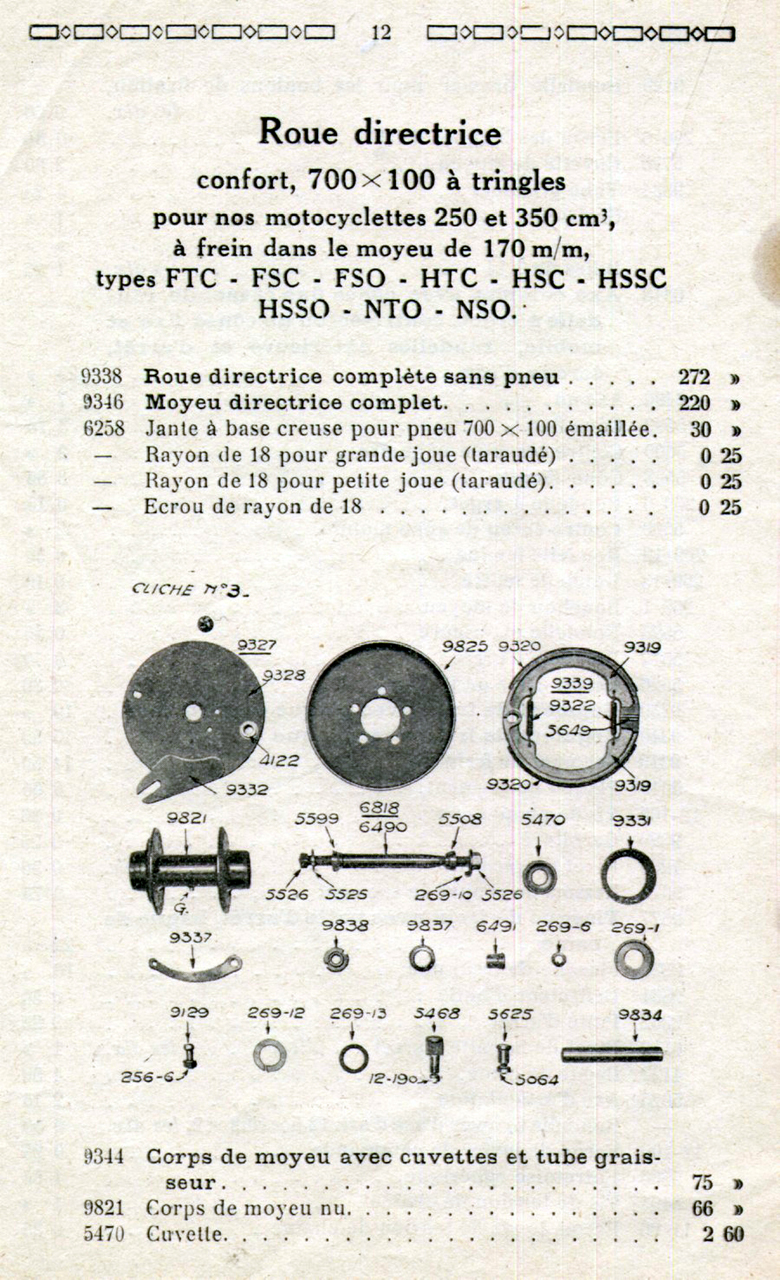 12
Roue directrice
confort, 700×100 à tringles
pour nos motocyclettes 250 et 350 cm³,
à frein dans le moyeu de 170 m/m,
types FTC - FSC - FSO - HTC - HSC - HSSC
HSSO - NTO - NSO.
9338 Roue directrice complète sans pneu . . . . . 272 »
9346 Moyeu directrice complet. . . . . . . . . . 220 »
6258 Jante à base creuse pour pneu 700 × 100 émaillée. 30 »
— Rayon de 18 pour grande joue (taraudé) . . . . . 0 25
— Rayon de 18 pour petite joue (taraudé). . . . . 0 25
— Ecrou de rayon de 18 . . . . . . . . . . . . 0 25
CLICHE N° 3.
9327 9825 9320 9319
9328 9339
9322
5649
4122
9332 9320 9319
9821 5599 6818 5508 5470 9331
6490
5526 5525 269-10 5526
G.
9337 9838 9837 6491 269-6 269-1
9129 269-12 269-13 5468 5625 9834
256-6 12-190 5064
9344 Corps de moyeu avec cuvettes et tube grais-
seur. . . . . . . . . . . . . . . . . . . . . 75 »
9821 Corps de moyeu nu. . . . . . . . . . . . . . 66 »
5470 Cuvette. . . . . . . . . . . . . . . . . . . . 2 60